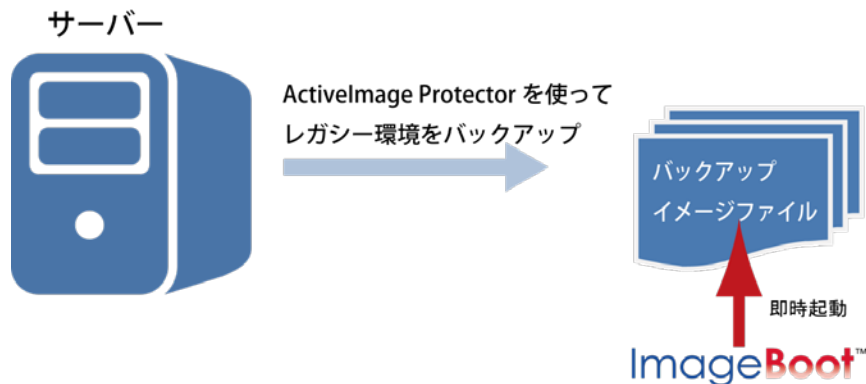 サーバー
ActiveImage Protector を使って
レガシー環境をバックアップ
バックアップ
イメージファイル
即時起動
ImageBoot™